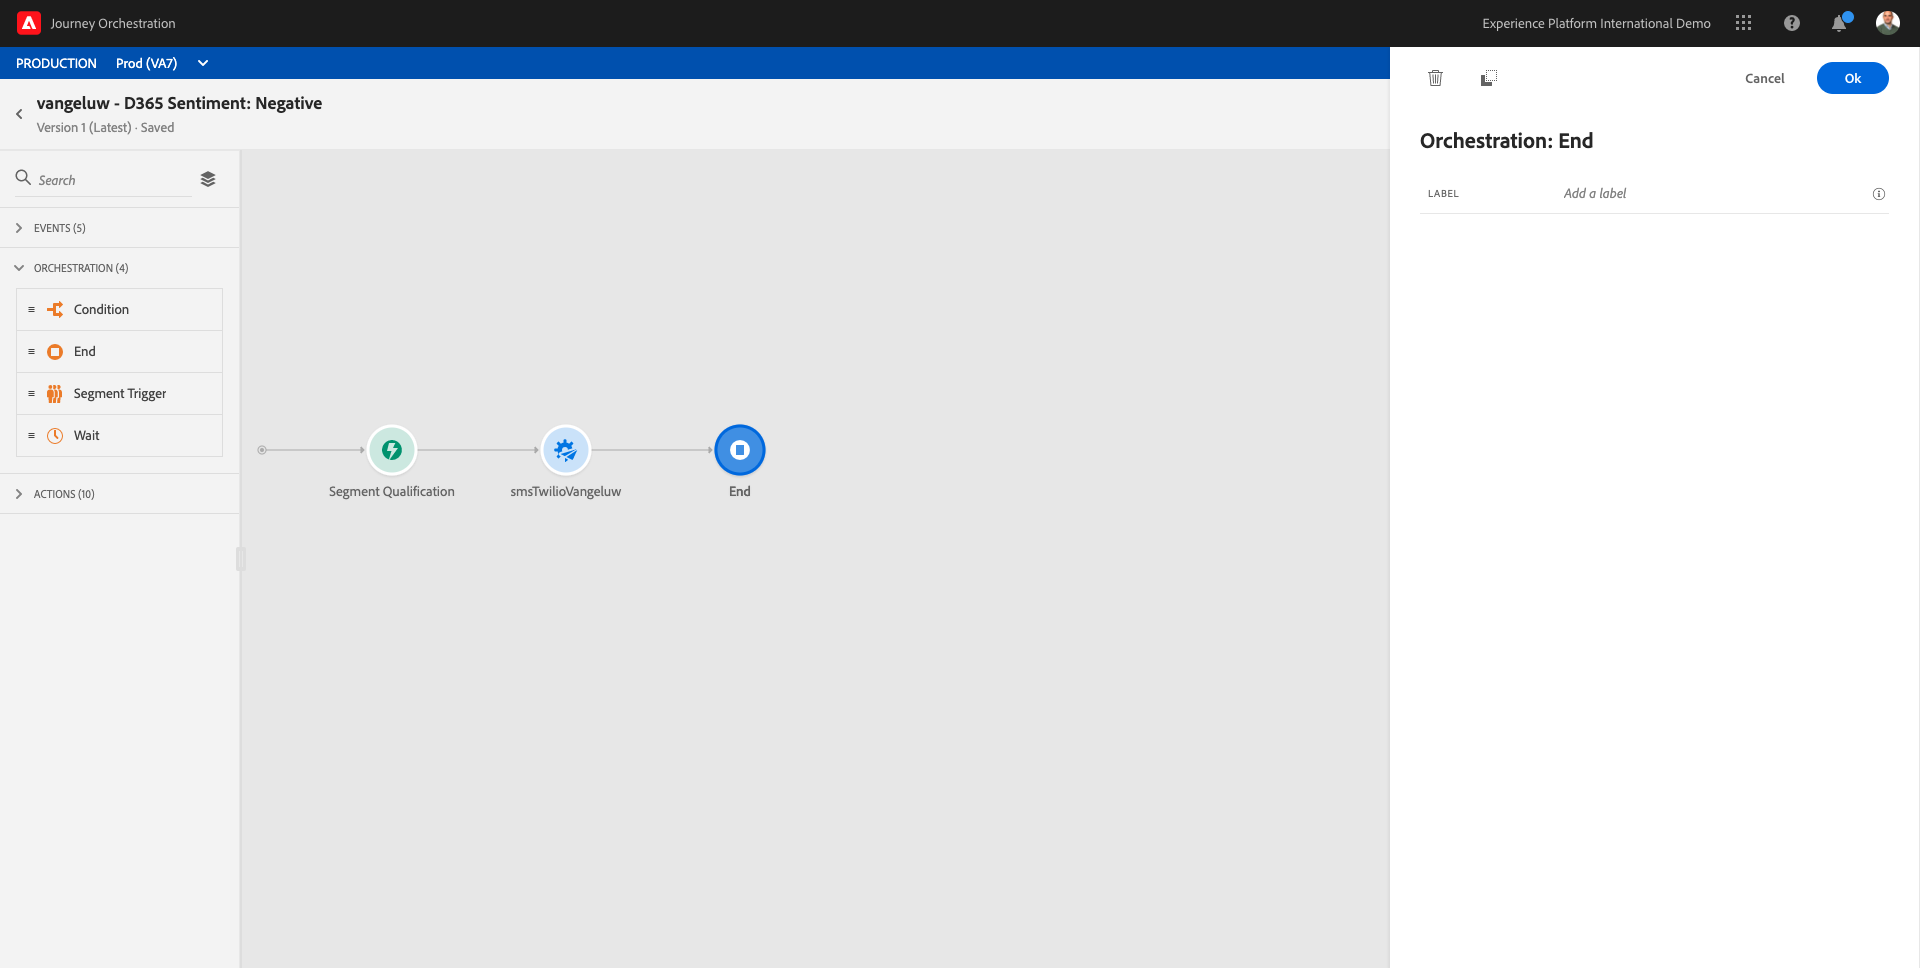 Journey Orchestration
Experience Platform International Demo
PRODUCTION Prod (VA7)
vangeluw - D365 Sentiment: Negative
Version 1 (Latest) · Saved
Cancel
Ok
Orchestration: End
LABEL
Add a label
Search
EVENTS (5)
ORCHESTRATION (4)
Condition
End
Segment Trigger
Wait
ACTIONS (10)
Segment Qualification
smsTwilioVangeluw
End